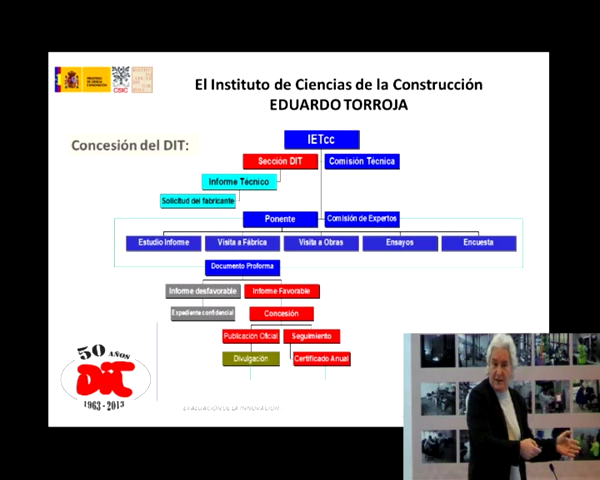 El Instituto de Ciencias de la Construcción
EDUARDO TORROJA
CSIC
Concesión del DIT:
IETcc
Sección DIT
Comisión Técnica
Informe Técnico
Solicitud del fabricante
Ponente
Comisión de Expertos
Estudio Informe
Visita a Fábrica
Visita a Obras
Ensayos
Encuesta
Documento Proforma
Informe desfavorable
Informe Favorable
Expediente confidencial
Concesión
Publicación Oficial
Seguimiento
Divulgación
Certificado Anual
50 AÑOS
DIT
1963-2013
EVALUACIÓN DE LA INNOVACIÓN